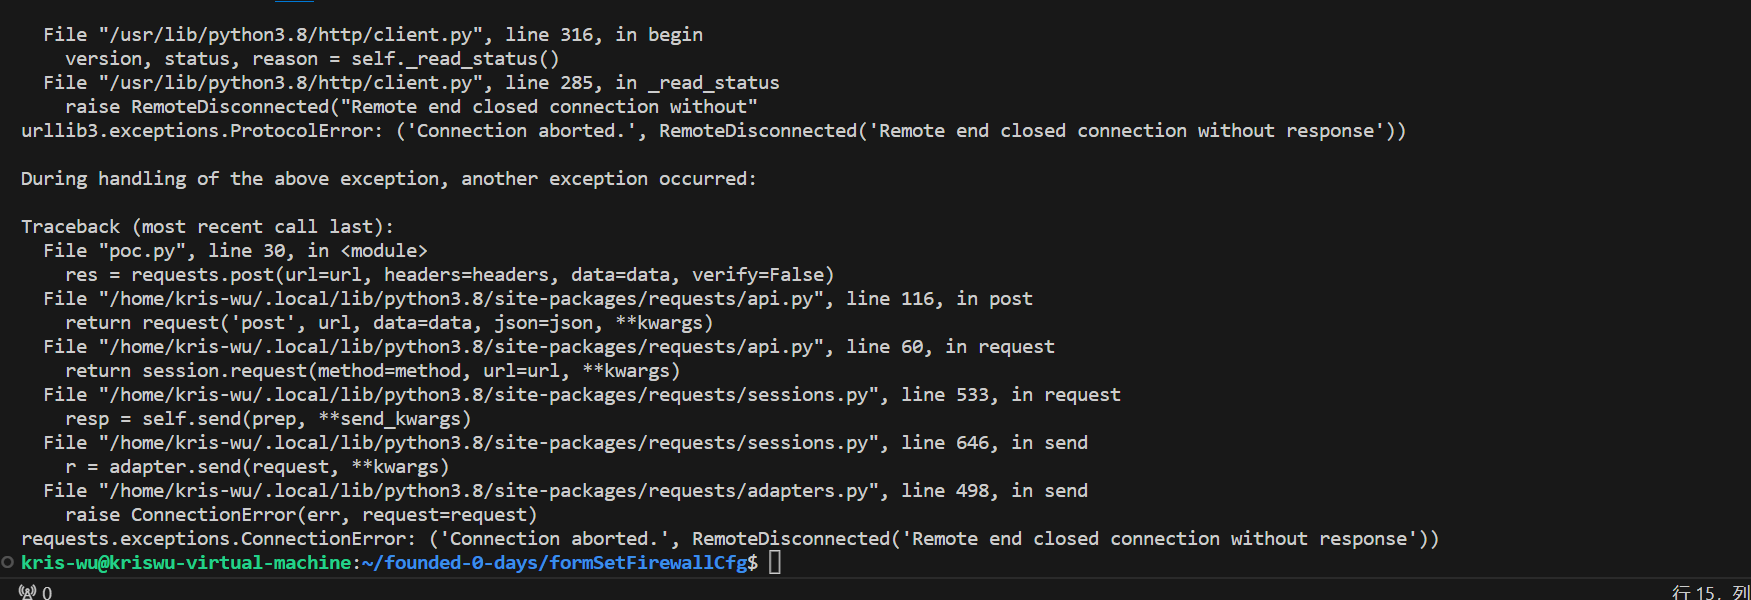 File "/usr/lib/python3.8/http/client.py", line 316, in begin
version, status, reason = self._read_status()
File "/usr/lib/python3.8/http/client.py", line 285, in _read_status
raise RemoteDisconnected("Remote end closed connection without"
urllib3.exceptions.ProtocolError: ('Connection aborted.', RemoteDisconnected('Remote end closed connection without response'))
During handling of the above exception, another exception occurred:
Traceback (most recent call last):
File "poc.py", line 30, in <module>
res = requests.post(url=url, headers=headers, data=data, verify=False)
File "/home/kris-wu/.local/lib/python3.8/site-packages/requests/api.py", line 116, in post
return request('post', url, data=data, json=json, **kwargs)
File "/home/kris-wu/.local/lib/python3.8/site-packages/requests/api.py", line 60, in request
return session.request(method=method, url=url, **kwargs)
File "/home/kris-wu/.local/lib/python3.8/site-packages/requests/sessions.py", line 533, in request
resp = self.send(prep, **send_kwargs)
File "/home/kris-wu/.local/lib/python3.8/site-packages/requests/sessions.py", line 646, in send
r = adapter.send(request, **kwargs)
File "/home/kris-wu/.local/lib/python3.8/site-packages/requests/adapters.py", line 498, in send
raise ConnectionError(err, request=request)
requests.exceptions.ConnectionError: ('Connection aborted.', RemoteDisconnected('Remote end closed connection without response'))
kris-wu@kriswu-virtual-machine:~/founded-0-days/formSetFirewallCfg$
0 行 15, 列